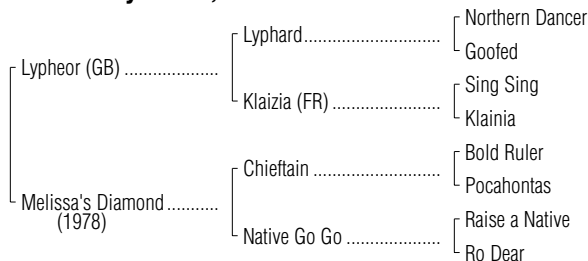 Lyphard
Northern Dancer
Goofed
Lypheor (GB)
Klaizia (FR)
Sing Sing
Klainia
Chieftain
Bold Ruler
Pocahontas
Melissa's Diamond
(1978)
Native Go Go
Raise a Native
Ro Dear